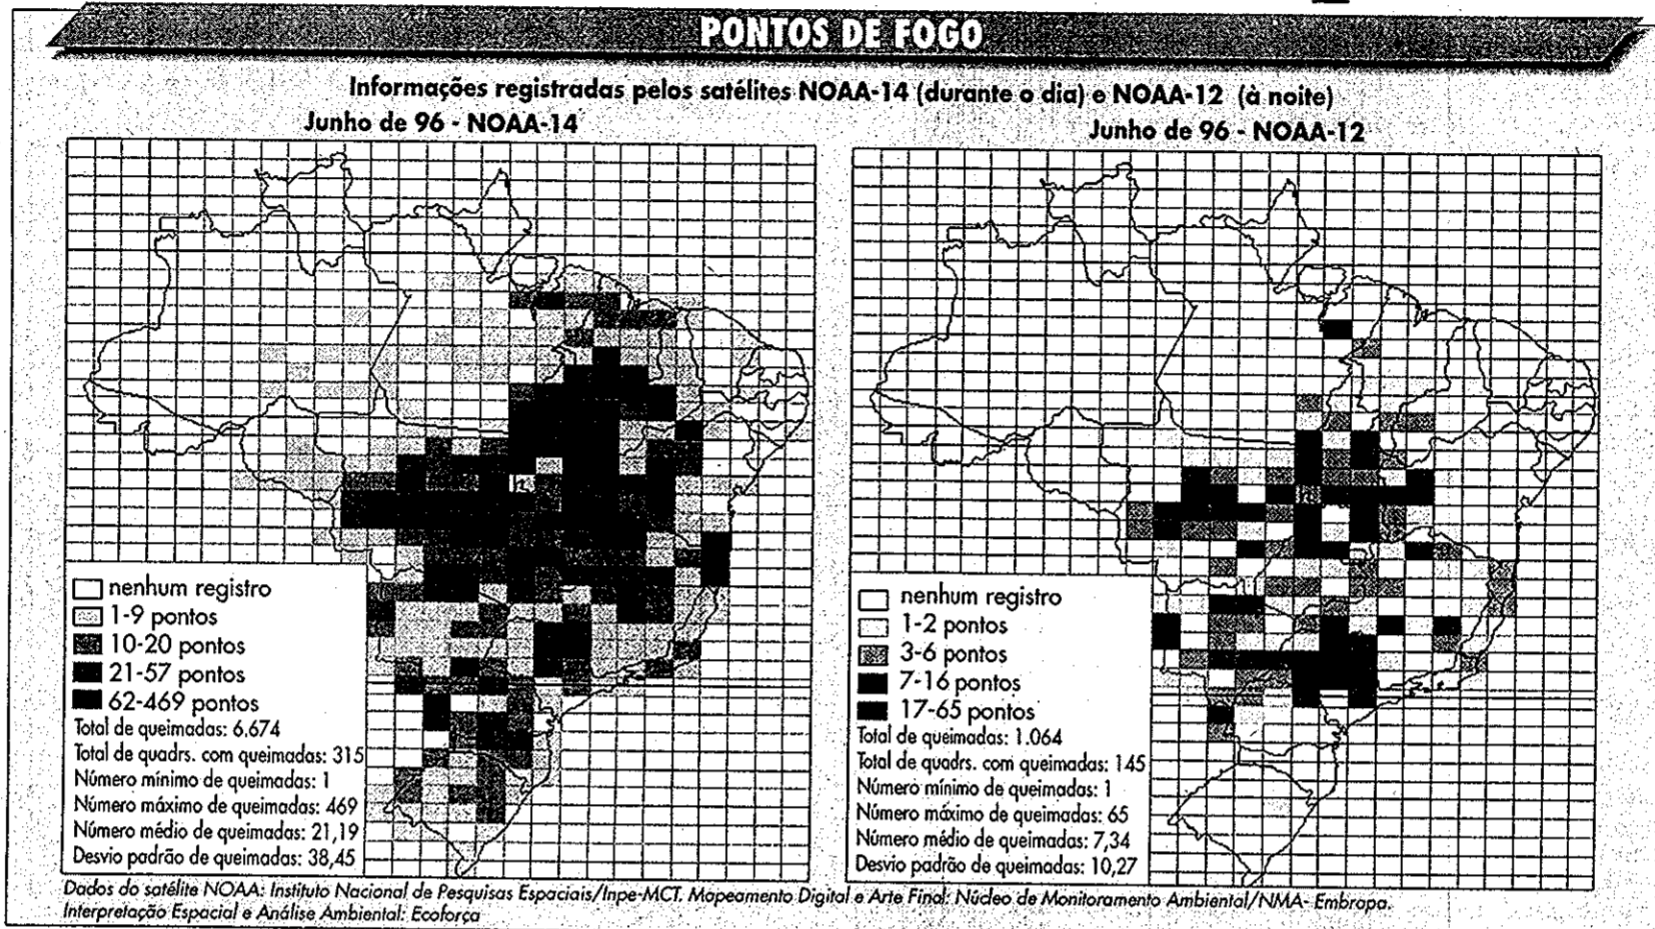 PONTOS DE FOGO
Informações registradas pelos satélites NOAA-14 (durante o dia) e NOAA-12 (à noite)
Junho de 96 - NOAA-14
nenhum registro
1-9 pontos
10-20 pontos
21-57 pontos
62-469 pontos
Total de queimadas: 6.674
Total de quadrs. com queimadas: 315
Número mínimo de queimadas: 1
Número máximo de queimadas: 469
Número médio de queimadas: 21,19
Desvio padrão de queimadas: 38,45
Junho de 96 - NOAA-12
nenhum registro
1-2 pontos
3-6 pontos
7-16 pontos
17-65 pontos
Total de queimadas: 1.064
Total de quadrs. com queimadas: 145
Número mínimo de queimadas: 1
Número máximo de queimadas: 65
Número médio de queimadas: 7,34
Desvio padrão de queimadas: 10,27
Dados do satélite NOAA: Instituto Nacional de Pesquisas Espaciais/Inpe-MCT. Mapeamento Digital e Arte Final: Núcleo de Monitoramento Ambiental/NMA- Embrapa.
Interpretação Espacial e Análise Ambiental: Ecoforça